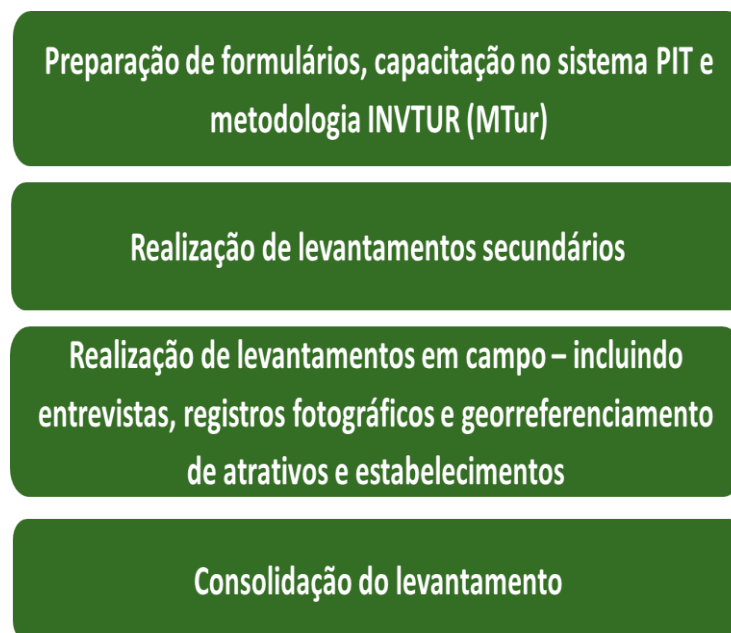 Preparação de formulários, capacitação no sistema PIT e
metodologia INVTUR (MTur)
Realização de levantamentos secundários
Realização de levantamentos em campo – incluindo
entrevistas, registros fotográficos e georreferenciamento
de atrativos e estabelecimentos
Consolidação do levantamento